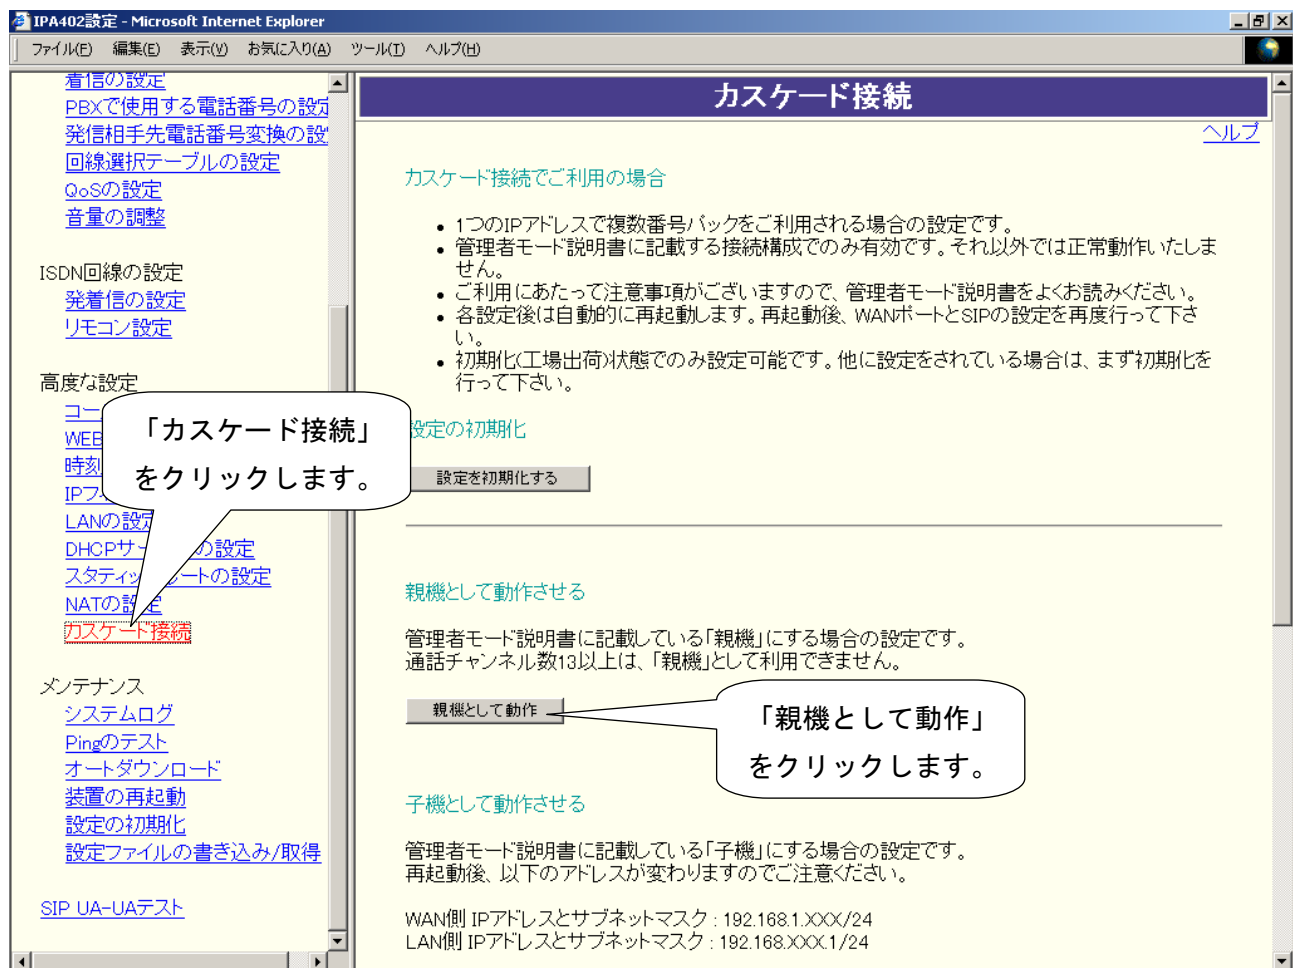 IPA402設定 - Microsoft Internet Explorer
ファイル(F) 編集(E) 表示(V) お気に入り(A) ツール(T) ヘルプ(H)
着信の設定
PBXで使用する電話番号の設定
発信相手先電話番号変換の設
回線選択テーブルの設定
QoSの設定
音量の調整
ISDN回線の設定
発着信の設定
リモコン設定
高度な設定
コー
WEB
時刻
IPフ
LANの設定
DHCPサ の設定
スタティッ ートの設定
NATの設定
カスケード接続
メンテナンス
システムログ
Pingのテスト
オートダウンロード
装置の再起動
設定の初期化
設定ファイルの書き込み/取得
SIP UA-UAテスト
「カスケード接続」
をクリックします。
カスケード接続
ヘルプ
カスケード接続でご利用の場合
• 1つのIPアドレスで複数番号パックをご利用される場合の設定です。
• 管理者モード説明書に記載する接続構成でのみ有効です。それ以外では正常動作いたしま
せん。
• ご利用にあたって注意事項がございますので、管理者モード説明書をよくお読みください。
• 各設定後は自動的に再起動します。再起動後、WANポートとSIPの設定を再度行って下さ
い。
• 初期化(工場出荷)状態でのみ設定可能です。他に設定をされている場合は、まず初期化を
行って下さい。
設定の初期化
設定を初期化する
親機として動作させる
管理者モード説明書に記載している「親機」にする場合の設定です。
通話チャンネル数13以上は、「親機」として利用できません。
親機として動作
「親機として動作」
をクリックします。
子機として動作させる
管理者モード説明書に記載している「子機」にする場合の設定です。
再起動後、以下のアドレスが変わりますのでご注意ください。
WAN側 IPアドレスとサブネットマスク : 192.168.1.XXX/24
LAN側 IPアドレスとサブネットマスク : 192.168.XXX.1/24